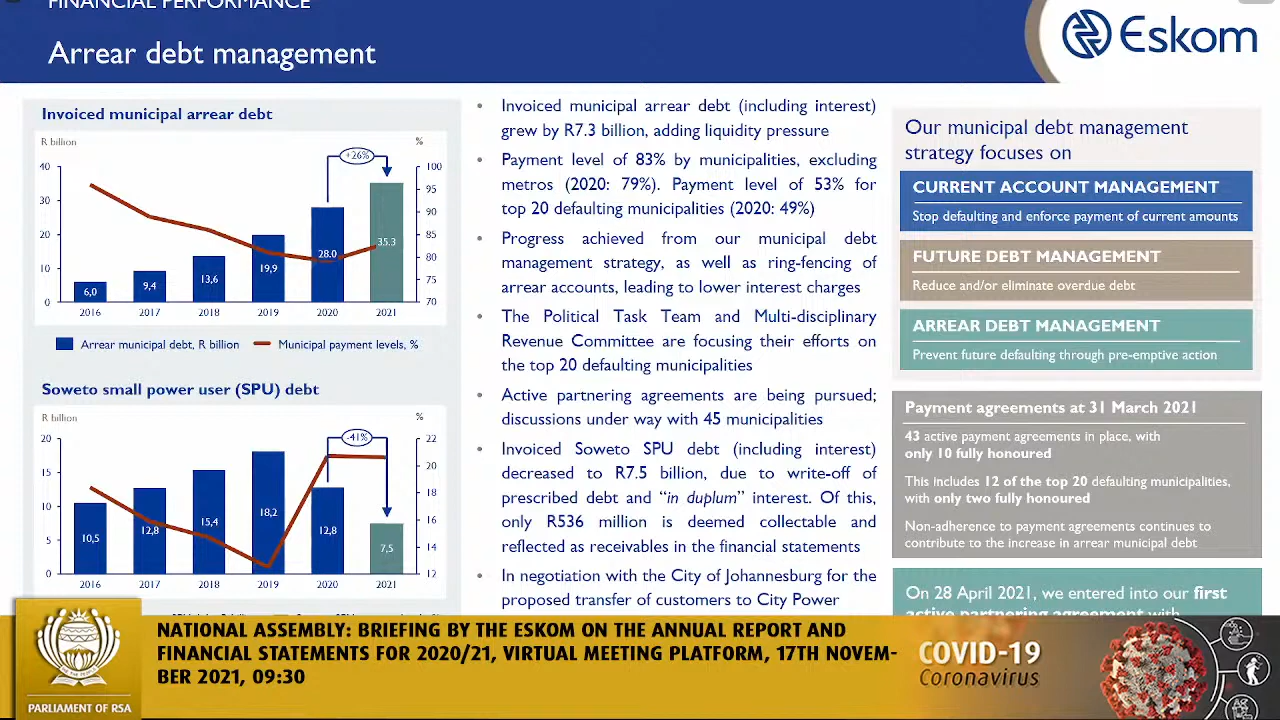 FINANCIAL PERFORMANCE
Arrear debt management
Eskom
Invoiced municipal arrear debt
R billion
%
+26%
40
30
20
10
0
100
95
90
85
80
75
70
6,0
9,4
13,6
19,9
28.0
35.3
2016
2017
2018
2019
2020
2021
Arrear municipal debt, R billion
Municipal payment levels, %
Soweto small power user (SPU) debt
R billion
%
-41%
20
15
10
5
0
22
20
18
16
14
12
10,5
12,8
15,4
18,2
12,8
7,5
2016
2017
2018
2019
2020
2021
• Invoiced municipal arrear debt (including interest)
grew by R7.3 billion, adding liquidity pressure
• Payment level of 83% by municipalities, excluding
metros (2020: 79%). Payment level of 53% for
top 20 defaulting municipalities (2020: 49%)
• Progress achieved from our municipal debt
management strategy, as well as ring-fencing of
arrear accounts, leading to lower interest charges
• The Political Task Team and Multi-disciplinary
Revenue Committee are focusing their efforts on
the top 20 defaulting municipalities
• Active partnering agreements are being pursued;
discussions under way with 45 municipalities
• Invoiced Soweto SPU debt (including interest)
decreased to R7.5 billion, due to write-off of
prescribed debt and “in duplum” interest. Of this,
only R536 million is deemed collectable and
reflected as receivables in the financial statements
• In negotiation with the City of Johannesburg for the
proposed transfer of customers to City Power
Our municipal debt management
strategy focuses on
CURRENT ACCOUNT MANAGEMENT
Stop defaulting and enforce payment of current amounts
FUTURE DEBT MANAGEMENT
Reduce and/or eliminate overdue debt
ARREAR DEBT MANAGEMENT
Prevent future defaulting through pre-emptive action
Payment agreements at 31 March 2021
43 active payment agreements in place, with
only 10 fully honoured
This includes 12 of the top 20 defaulting municipalities,
with only two fully honoured
Non-adherence to payment agreements continues to
contribute to the increase in arrear municipal debt
On 28 April 2021, we entered into our first
active partnering agreement with
PARLIAMENT OF RSA
NATIONAL ASSEMBLY: BRIEFING BY THE ESKOM ON THE ANNUAL REPORT AND
FINANCIAL STATEMENTS FOR 2020/21, VIRTUAL MEETING PLATFORM, 17TH NOVEM-
BER 2021, 09:30
COVID-19
Coronavirus